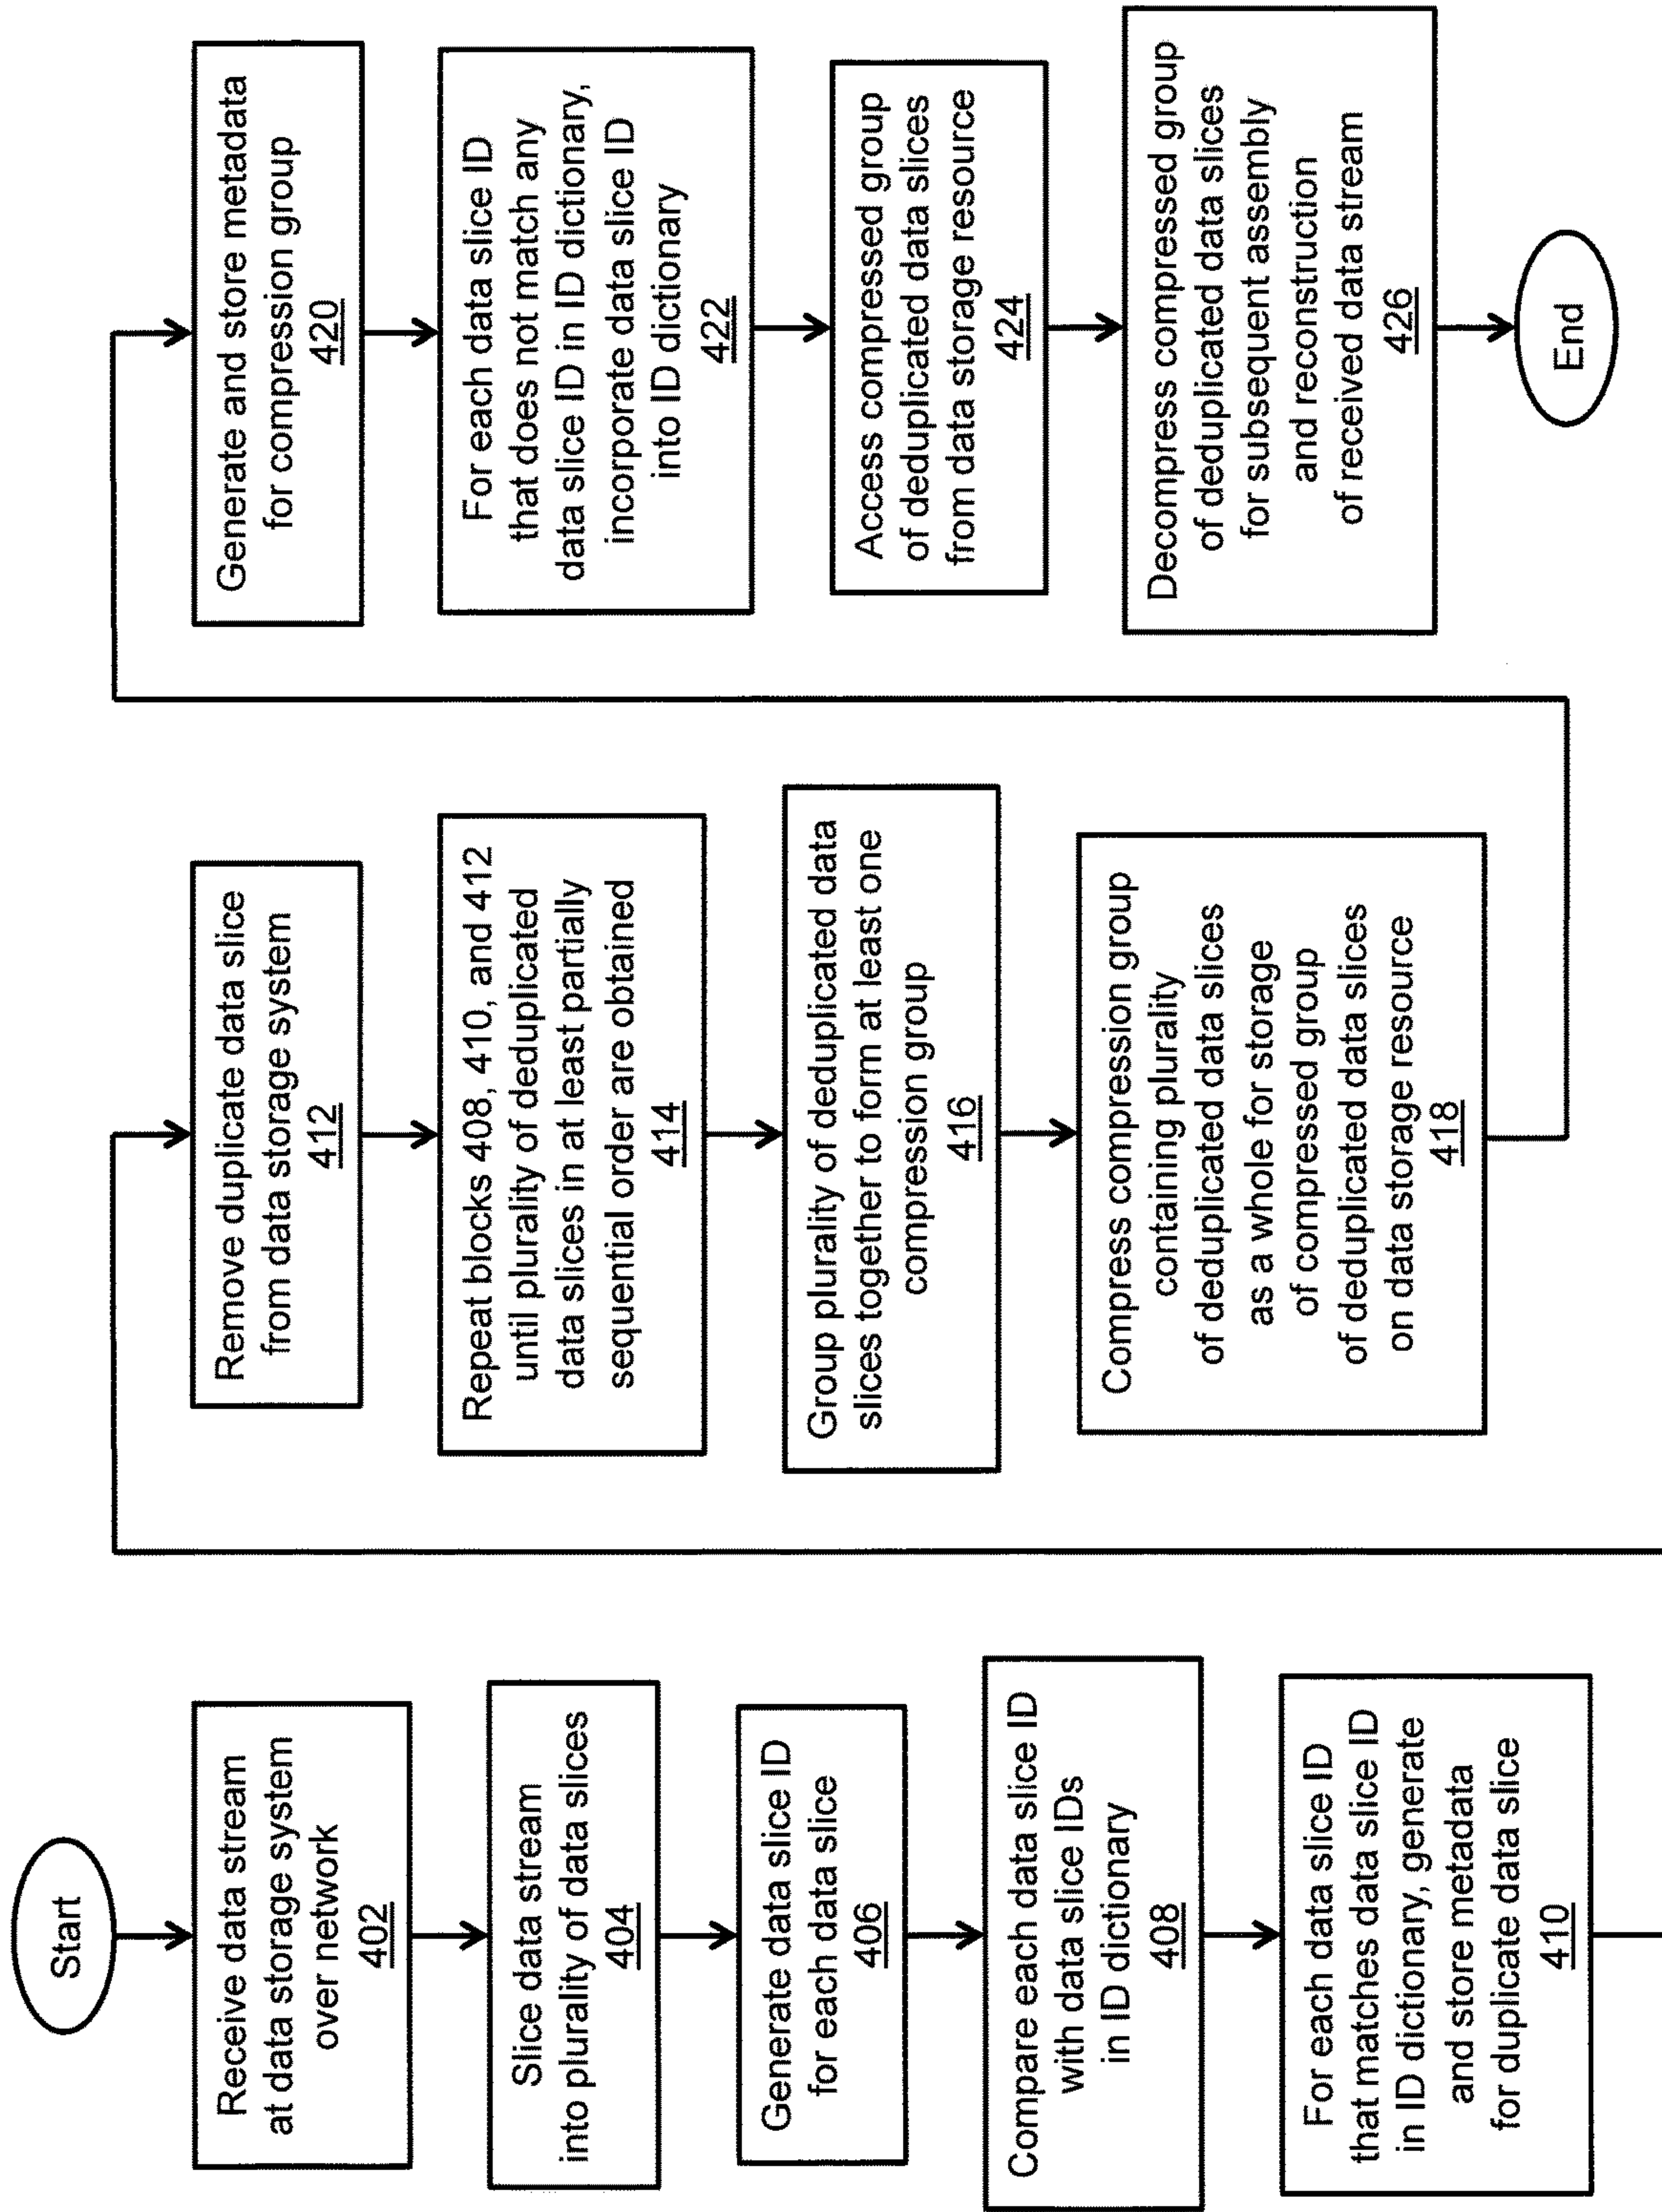 Start
Receive data stream
at data storage system
over network
402
Slice data stream
into plurality of data slices
404
Generate data slice ID
for each data slice
406
Compare each data slice ID
with data slice IDs
in ID dictionary
408
For each data slice ID
that matches data slice ID
in ID dictionary, generate
and store metadata
for duplicate data slice
410
Remove duplicate data slice
from data storage system
412
Repeat blocks 408, 410, and 412
until plurality of deduplicated
data slices in at least partially
sequential order are obtained
414
Group plurality of deduplicated data
slices together to form at least one
compression group
416
Compress compression group
containing plurality
of deduplicated data slices
as a whole for storage
of compressed group
of deduplicated data slices
on data storage resource
418
Generate and store metadata
for compression group
420
For each data slice ID
that does not match any
data slice ID in ID dictionary,
incorporate data slice ID
into ID dictionary
422
Access compressed group
of deduplicated data slices
from data storage resource
424
Decompress compressed group
of deduplicated data slices
for subsequent assembly
and reconstruction
of received data stream
426
End